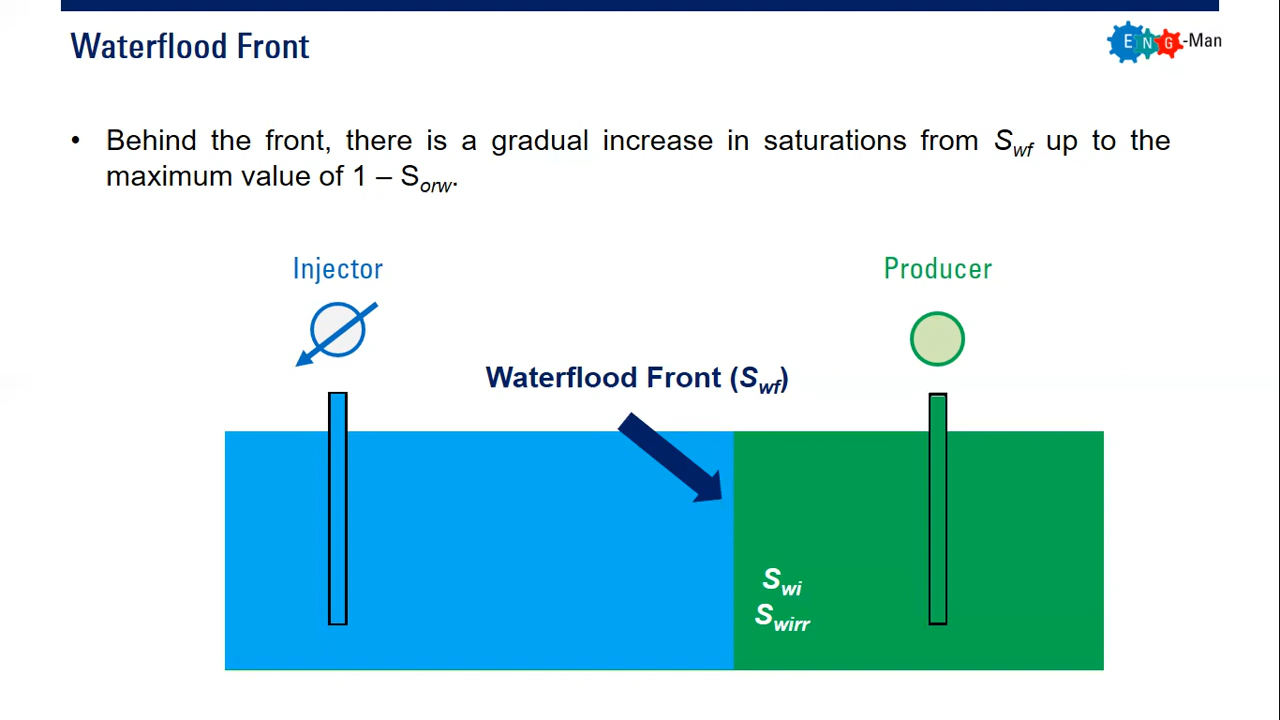 Waterflood Front
ENG-Man
• Behind the front, there is a gradual increase in saturations from Swf up to the
maximum value of 1 – Sorw.
Injector
Producer
Waterflood Front (Swf)
Swi
Swirr